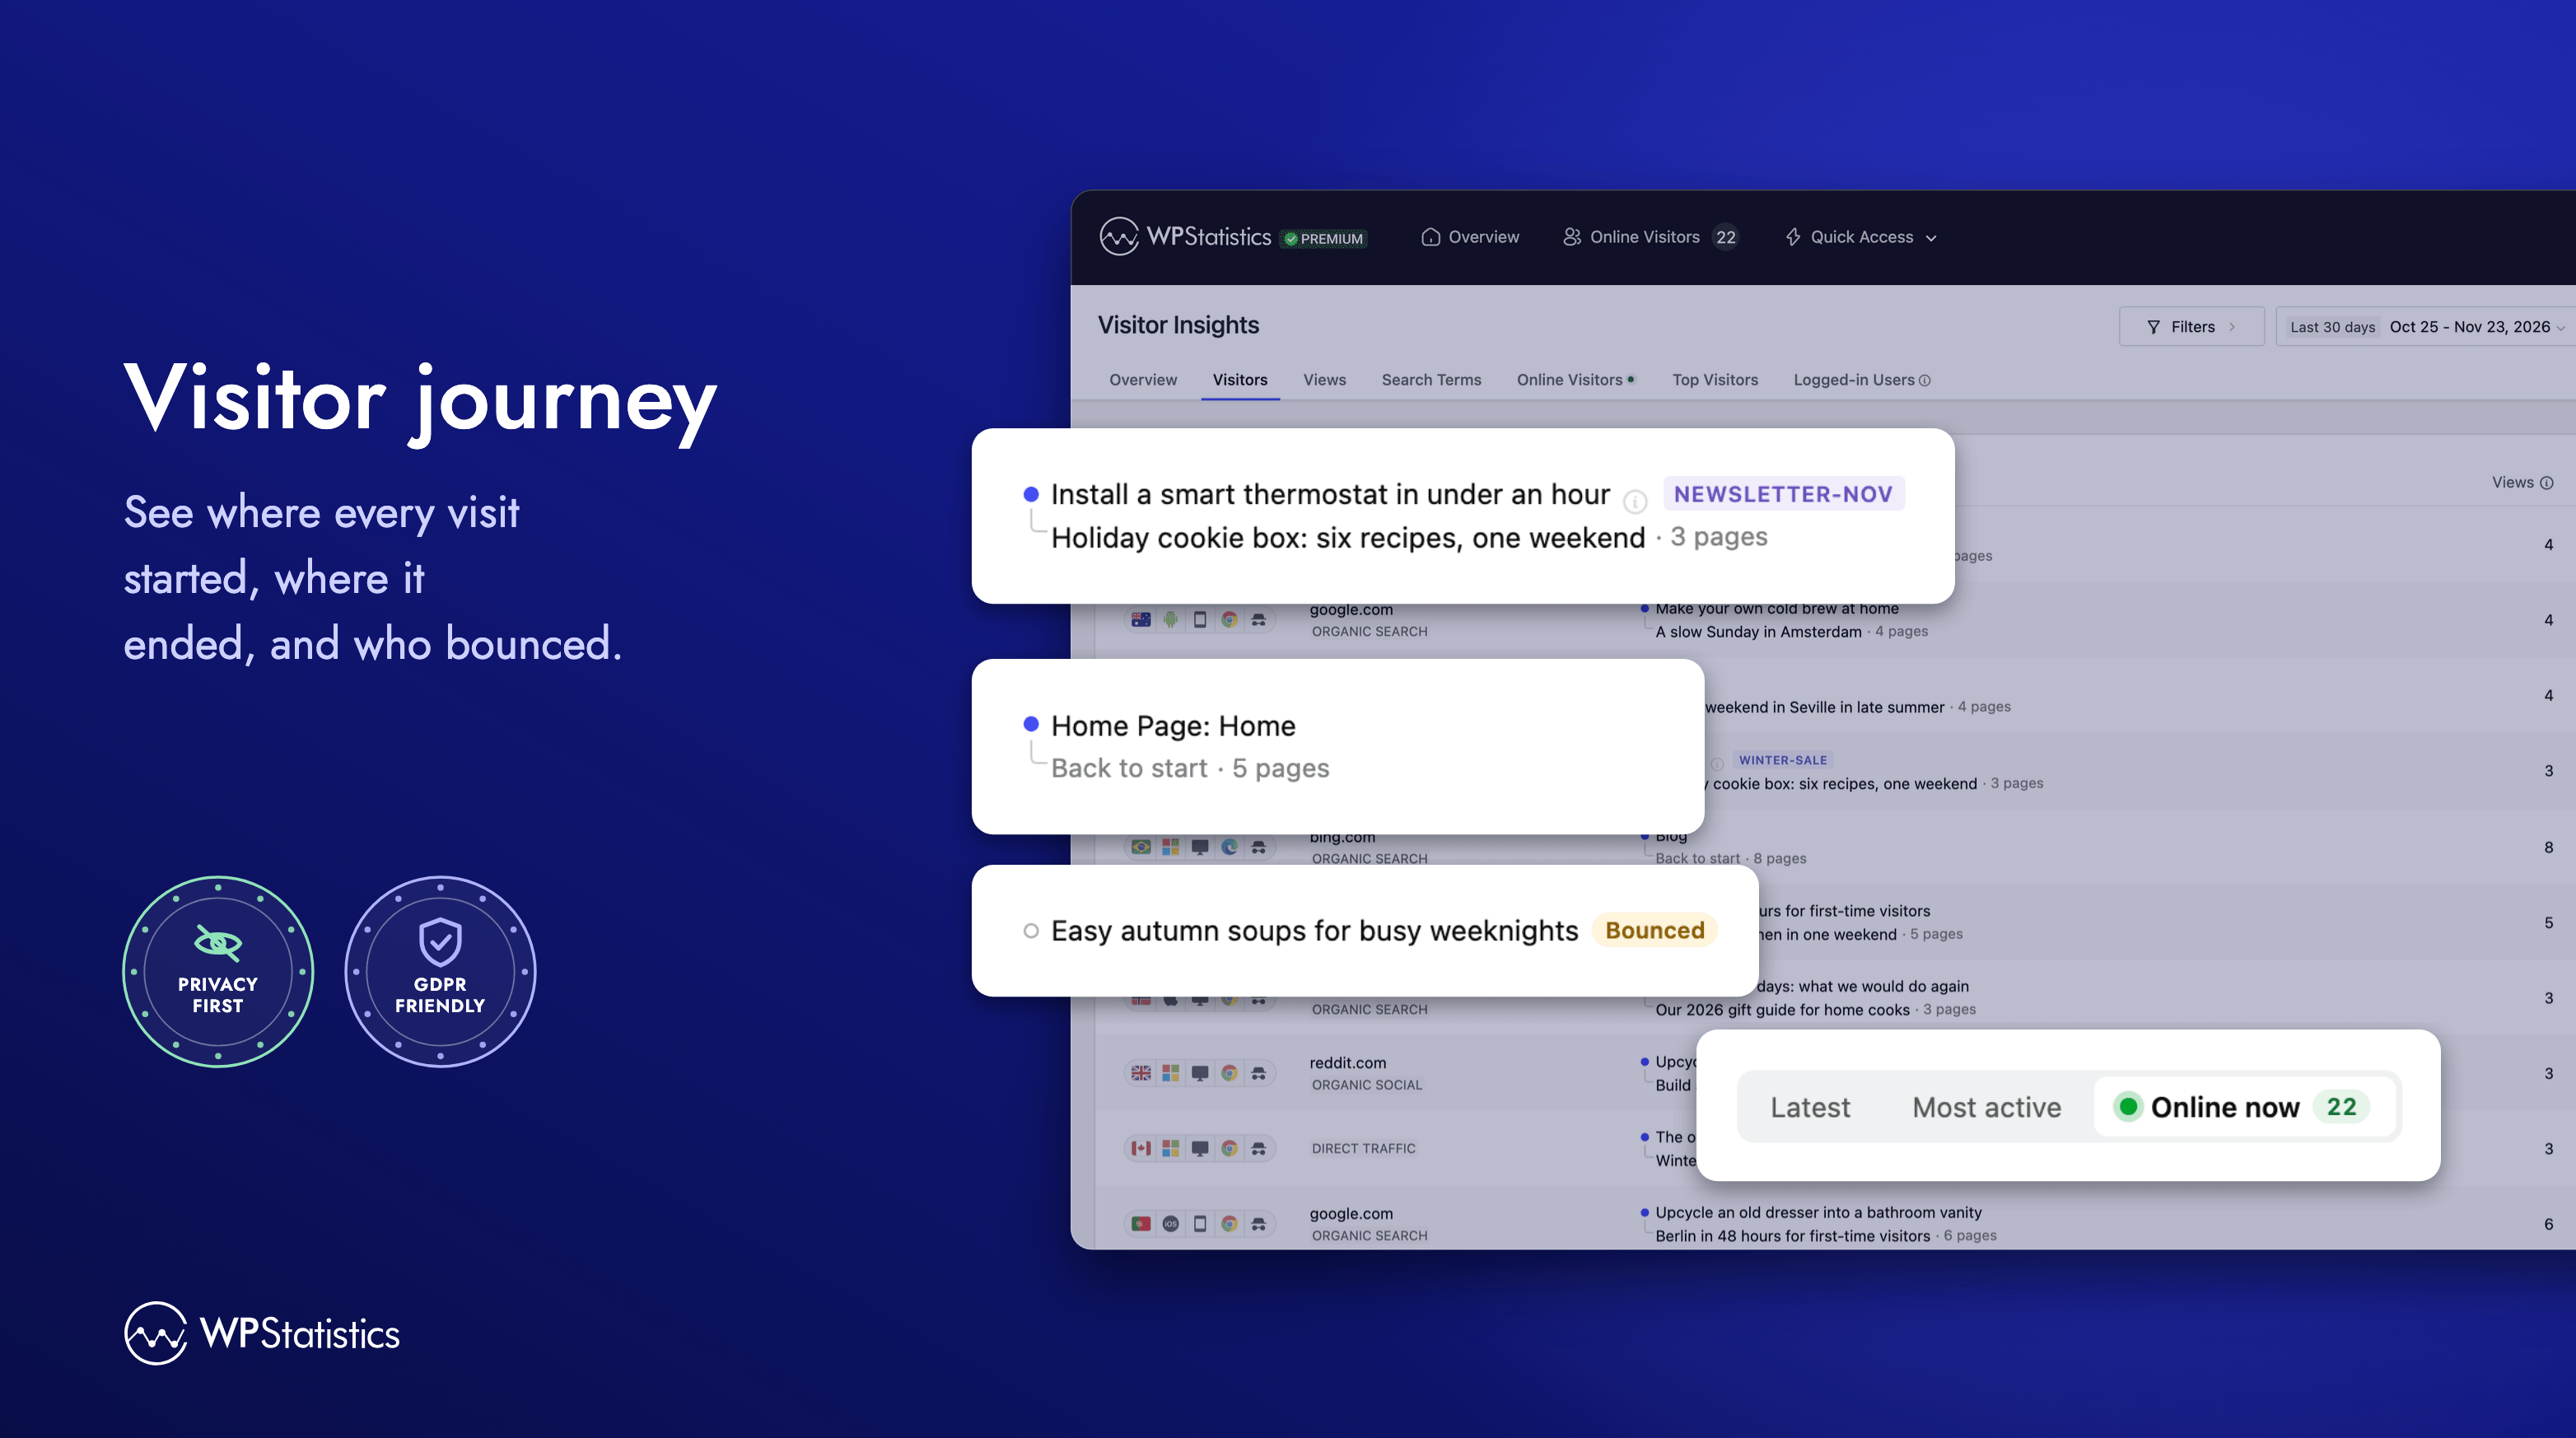 Visitor journey
See where every visit
started, where it
ended, and who bounced.
PRIVACY
FIRST
GDPR
FRIENDLY
WPStatistics
WPStatistics PREMIUM Overview Online Visitors 22 Quick Access
Visitor Insights
Filters Last 30 days Oct 25 - Nov 23, 2026
Overview Visitors Views Search Terms Online Visitors Top Visitors Logged-in Users
Views
Install a smart thermostat in under an hour NEWSLETTER-NOV
Holiday cookie box: six recipes, one weekend · 3 pages
pages
4
google.com
ORGANIC SEARCH
Make your own cold brew at home
A slow Sunday in Amsterdam · 4 pages
4
Home Page: Home
Back to start · 5 pages
weekend in Seville in late summer · 4 pages
4
WINTER-SALE
cookie box: six recipes, one weekend · 3 pages
3
bing.com
ORGANIC SEARCH
Blog
Back to start · 8 pages
8
Easy autumn soups for busy weeknights Bounced
for first-time visitors
in one weekend · 5 pages
5
ORGANIC SEARCH
days: what we would do again
Our 2026 gift guide for home cooks · 3 pages
3
reddit.com
ORGANIC SOCIAL
Build
3
Latest Most active Online now 22
DIRECT TRAFFIC
The
3
google.com
ORGANIC SEARCH
iOS
Upcycle an old dresser into a bathroom vanity
Berlin in 48 hours for first-time visitors · 6 pages
6